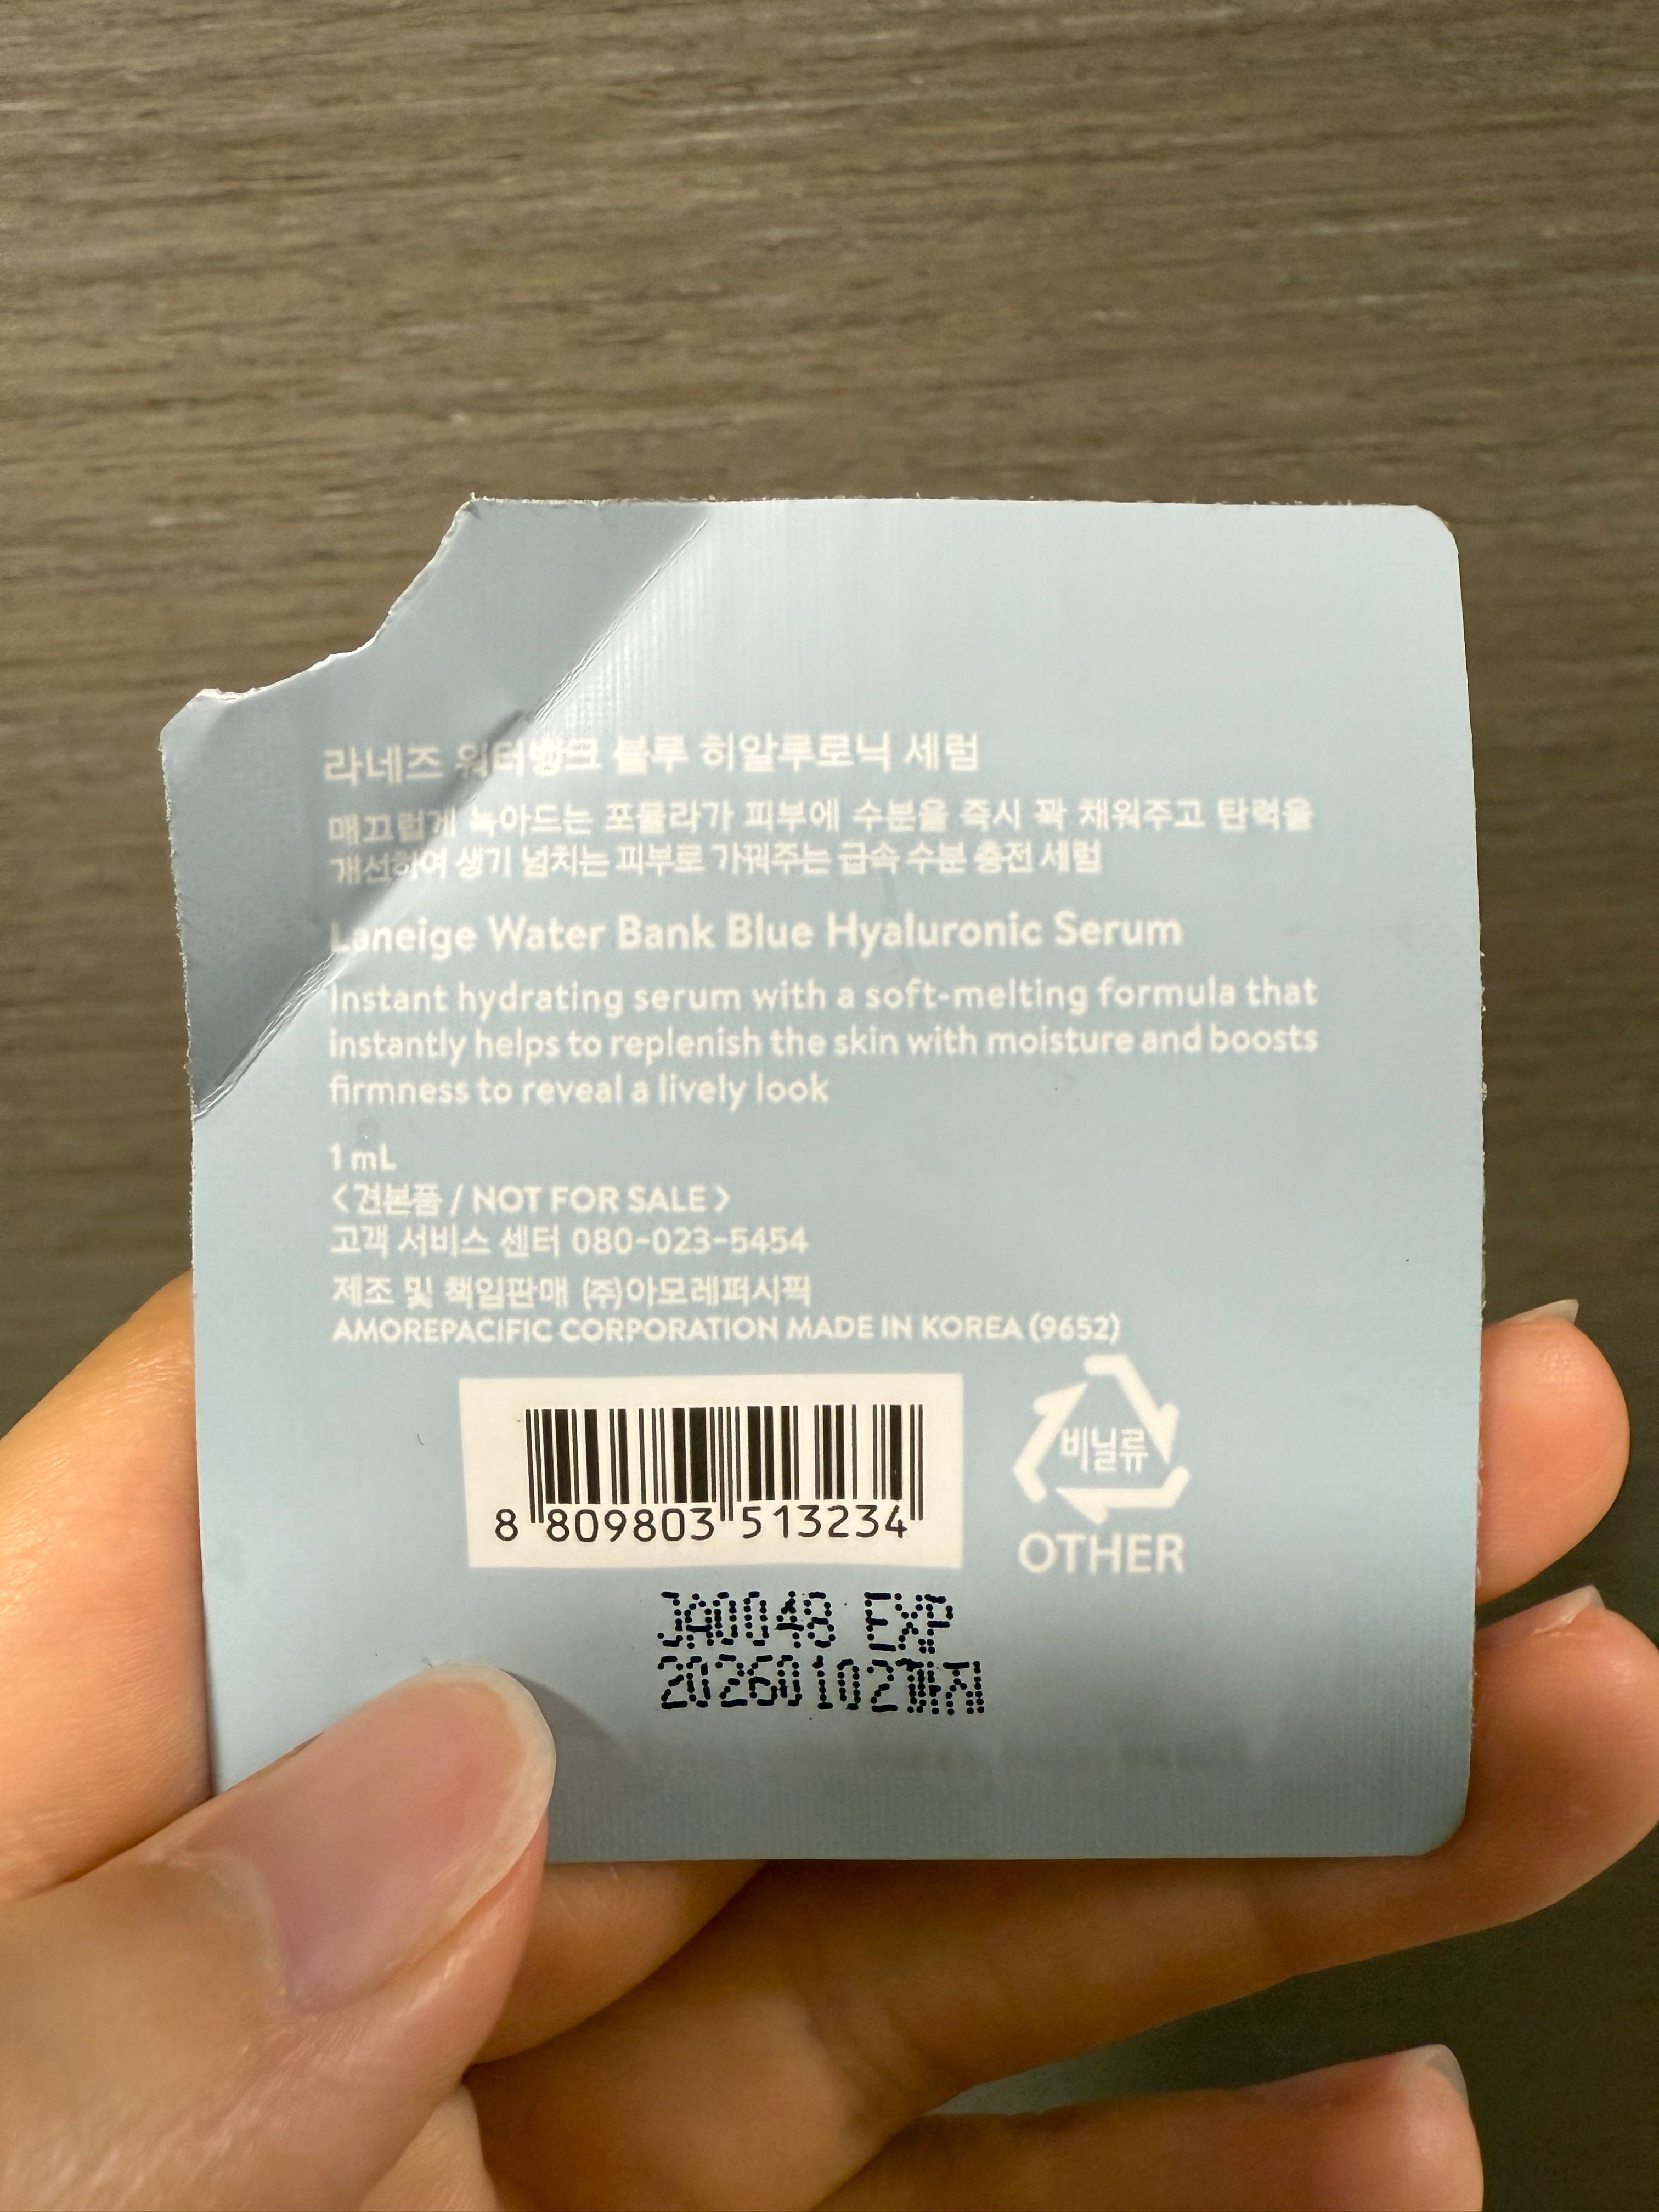 라네즈 워터뱅크 블루 히알루로닉 세럼
매끄럽게 녹아드는 포뮬라가 피부에 수분을 즉시 꽉 채워주고 탄력을
개선하여 생기 넘치는 피부로 가꿔주는 급속 수분 충전 세럼
Laneige Water Bank Blue Hyaluronic Serum
Instant hydrating serum with a soft-melting formula that
instantly helps to replenish the skin with moisture and boosts
firmness to reveal a lively look
1 mL
<견본품 / NOT FOR SALE>
고객 서비스 센터 080-023-5454
제조 및 책임판매 (주)아모레퍼시픽
AMOREPACIFIC CORPORATION MADE IN KOREA (9652)
비닐류
OTHER
8 809803 513234
JA0048 EXP
20260102까지